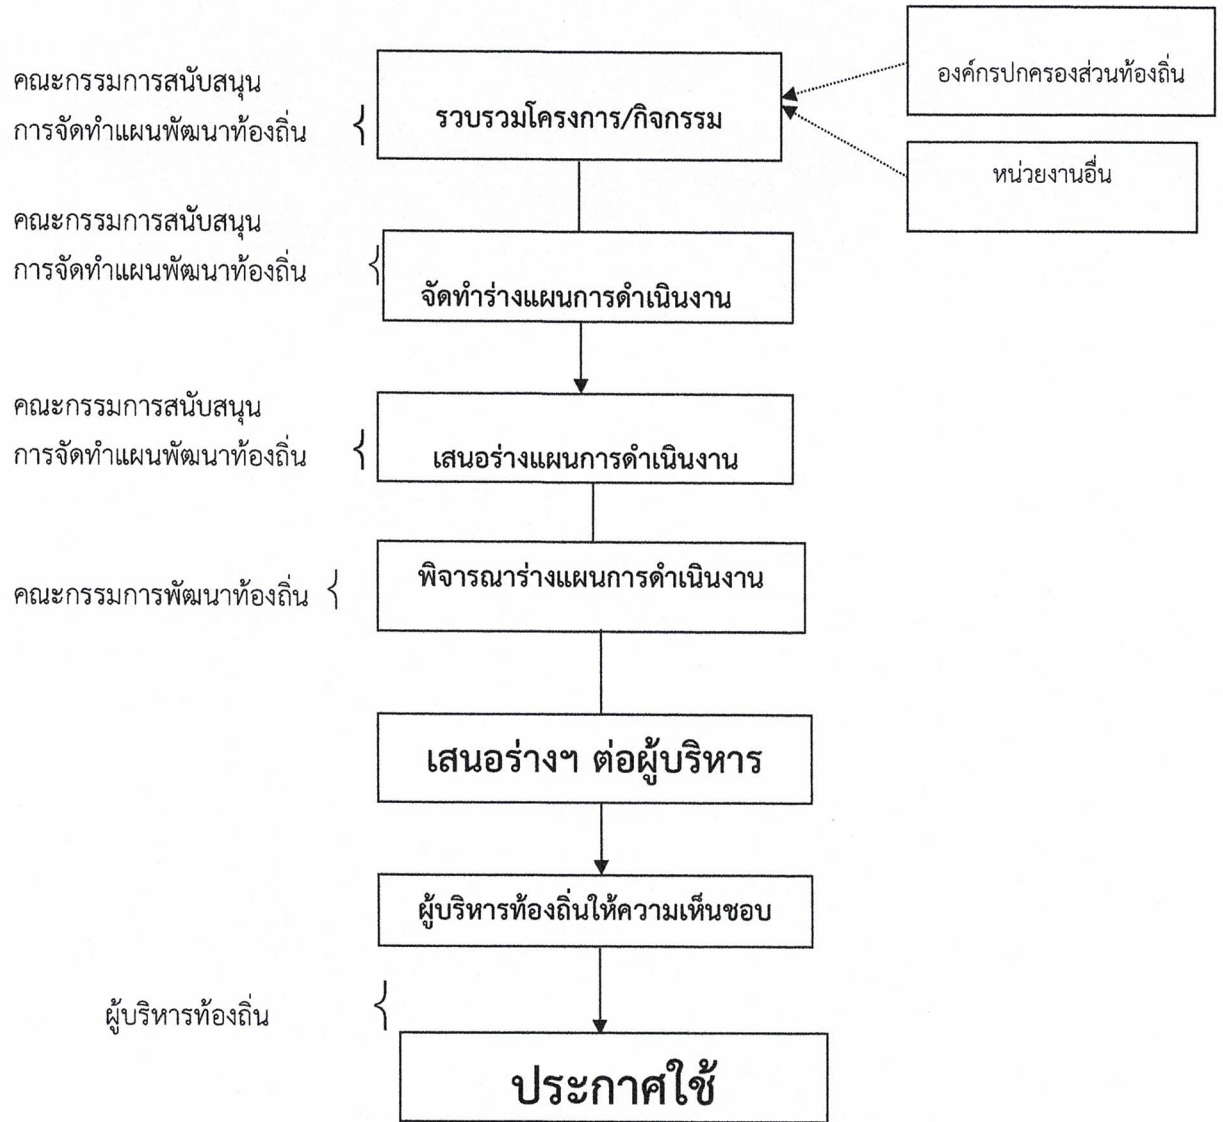 องค์กรปกครองส่วนท้องถิ่น
คณะกรรมการสนับสนุน
การจัดทำแผนพัฒนาท้องถิ่น
รวบรวมโครงการ/กิจกรรม
หน่วยงานอื่น
คณะกรรมการสนับสนุน
การจัดทำแผนพัฒนาท้องถิ่น
จัดทำร่างแผนการดำเนินงาน
คณะกรรมการสนับสนุน
การจัดทำแผนพัฒนาท้องถิ่น
เสนอร่างแผนการดำเนินงาน
คณะกรรมการพัฒนาท้องถิ่น
พิจารณาร่างแผนการดำเนินงาน
เสนอร่างฯ ต่อผู้บริหาร
ผู้บริหารท้องถิ่นให้ความเห็นชอบ
ผู้บริหารท้องถิ่น
ประกาศใช้